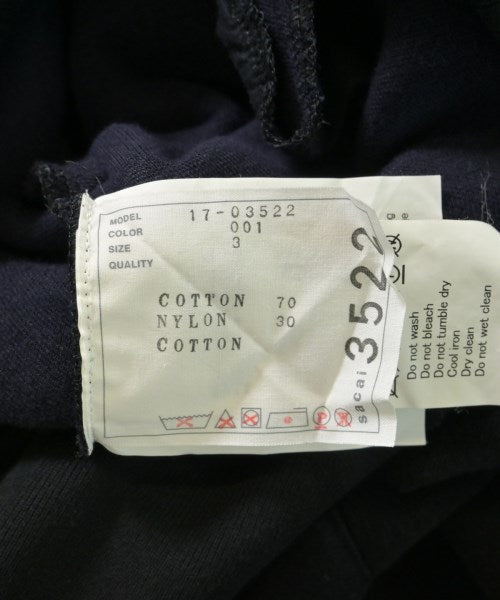 MODEL 17-03522
COLOR 001
SIZE 3
QUALITY
COTTON 70
NYLON 30
COTTON
sacai 3522
Do not wash
Do not bleach
Do not tumble dry
Cool iron
Dry clean
Do not wet clean